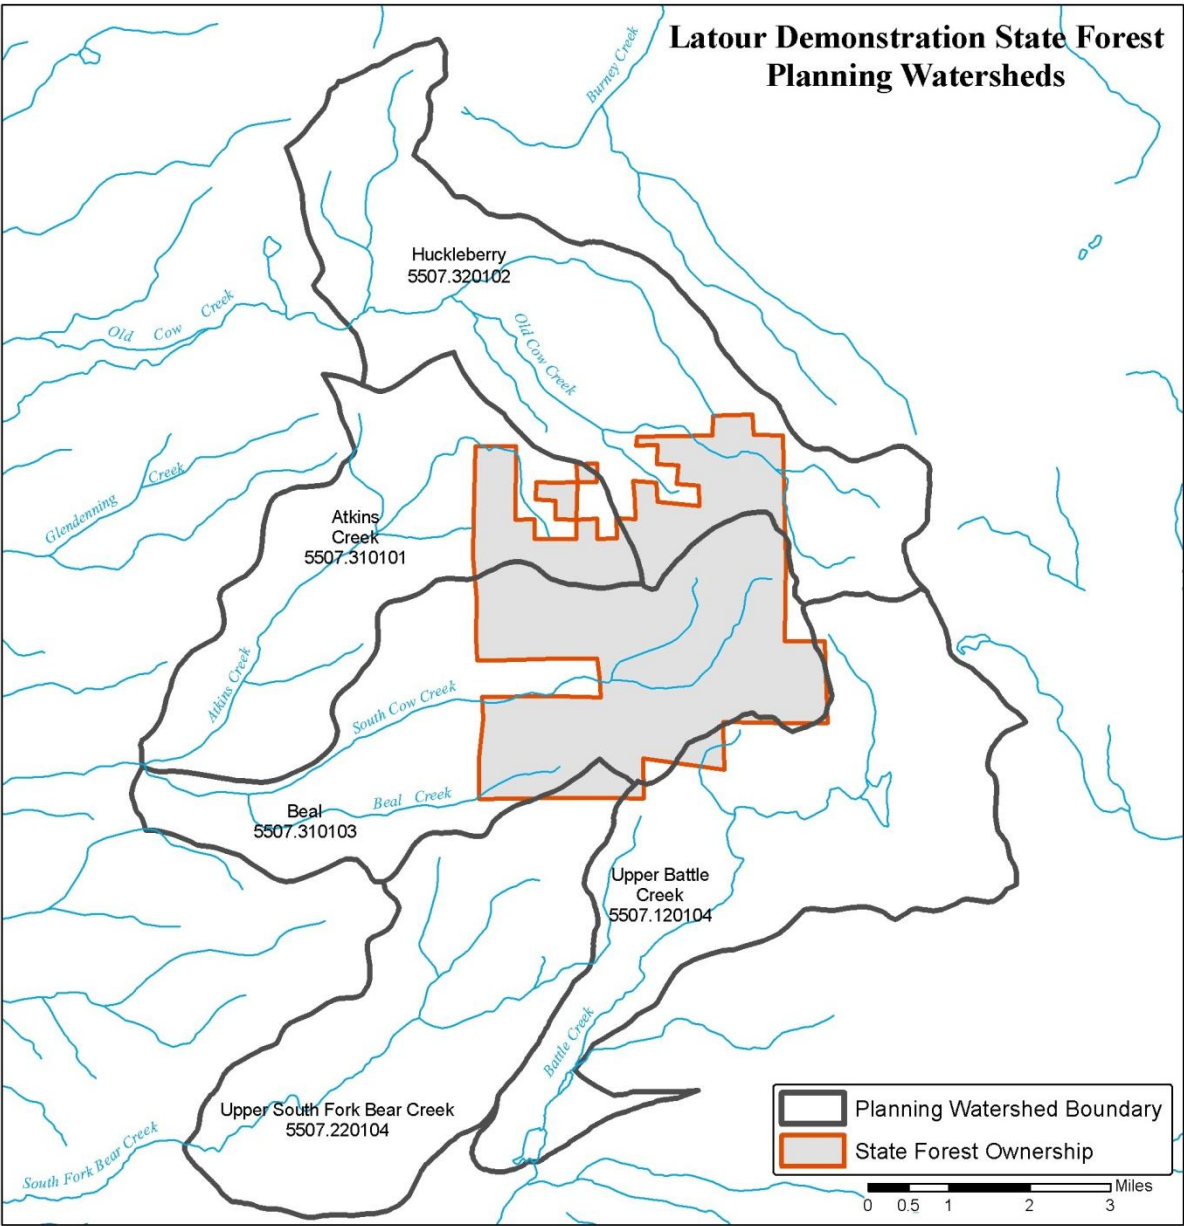 Latour Demonstration State Forest
Planning Watersheds
Burney Creek
Huckleberry
5507.320102
Old Cow Creek
Old Cow Creek
Glendenning Creek
Atkins
Creek
5507.310101
Atkins Creek
South Cow Creek
Beal Creek
Beal
5507.310103
Upper Battle
Creek
5507.120104
Battle Creek
Upper South Fork Bear Creek
5507.220104
South Fork Bear Creek
Planning Watershed Boundary
State Forest Ownership
Miles
0 0.5 1 2 3